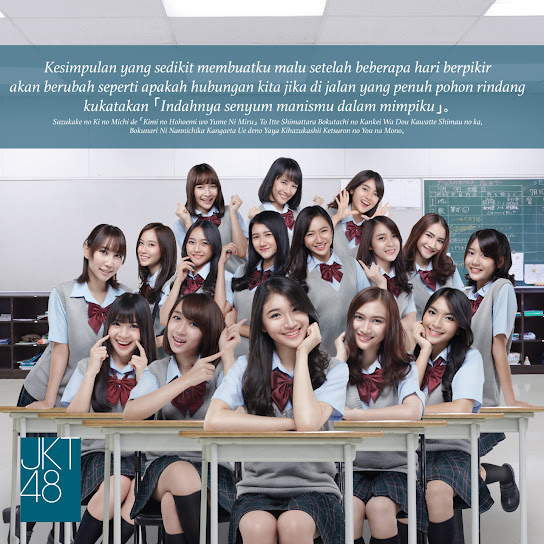 Kesimpulan yang sedikit membuatku malu setelah beberapa hari berpikir
akan berubah seperti apakah hubungan kita jika di jalan yang penuh pohon rindang
kukatakan「Indahnya senyum manismu dalam mimpiku」。
Suzukake no Ki no Michi de「Kimi no Hohoemi wo Yume Ni Miru」To Itte Shimattara Bokutachi no Kankei Wa Dou Kawatte Shimau no ka,
Bokunari Ni Nannichika Kangaeta Ue deno Yaya Kihazukashii Ketsuron no You na Mono,
JKT
48